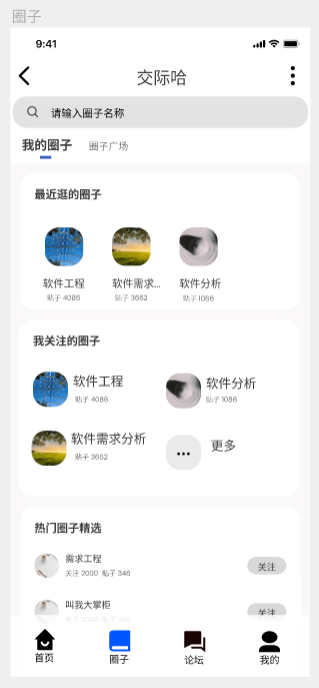 圈子
9:41
交际哈
请输入圈子名称
我的圈子 圈子广场
最近逛的圈子
软件工程 软件需求... 软件分析
贴子 4086 贴子 3662 贴子 1086
我关注的圈子
软件工程 软件分析
贴子 4086 贴子 1086
软件需求分析 更多
贴子 3662
热门圈子精选
需求工程
关注 2000 贴子 346
关注
叫我大掌柜
关注 2000 贴子 346
关注
首页 圈子 论坛 我的